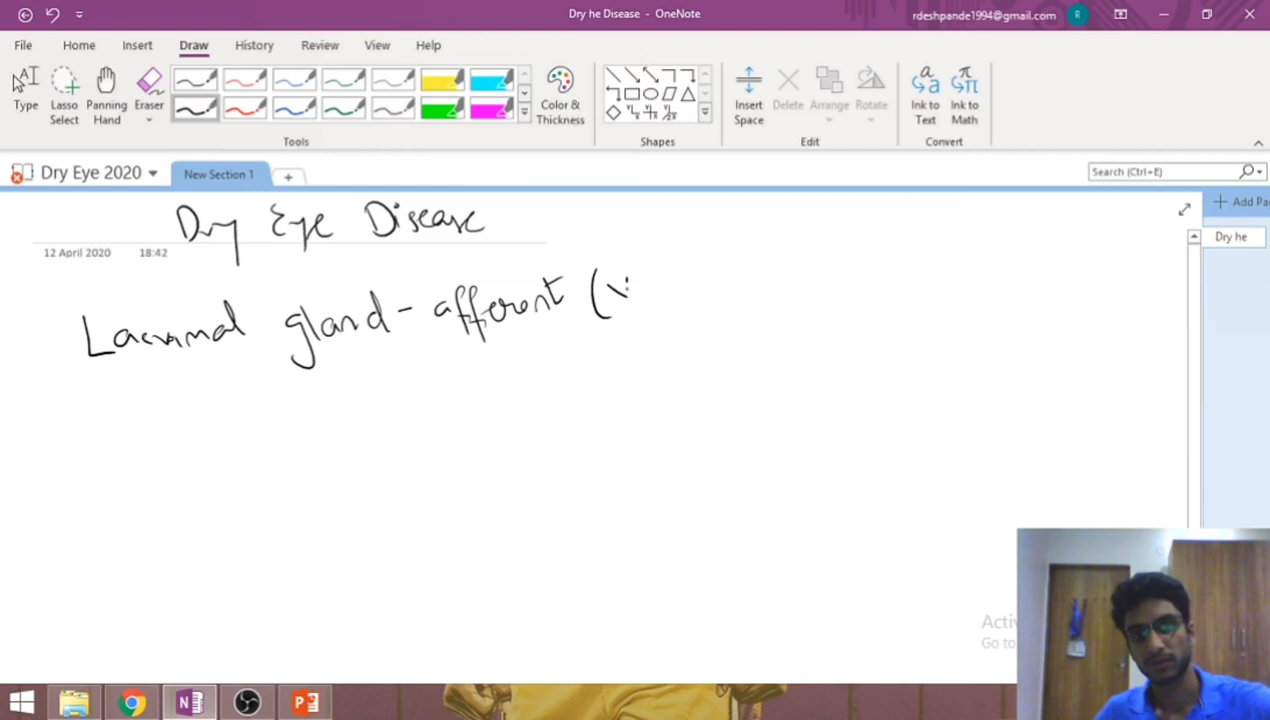 Dry he Disease - OneNote
rdeshpande1994@gmail.com
R
File Home Insert Draw History Review View Help
Type
Lasso Select
Panning Hand
Eraser
Color & Thickness
Insert Space
Delete
Arrange
Rotate
Ink to Text
Ink to Math
Tools
Shapes
Edit
Convert
Dry Eye 2020
New Section 1
Search (Ctrl+E)
Add Pa
Dry he
Dry Eye Disease
12 April 2020 18:42
Lacrimal gland - afferent (
Activ
Go to